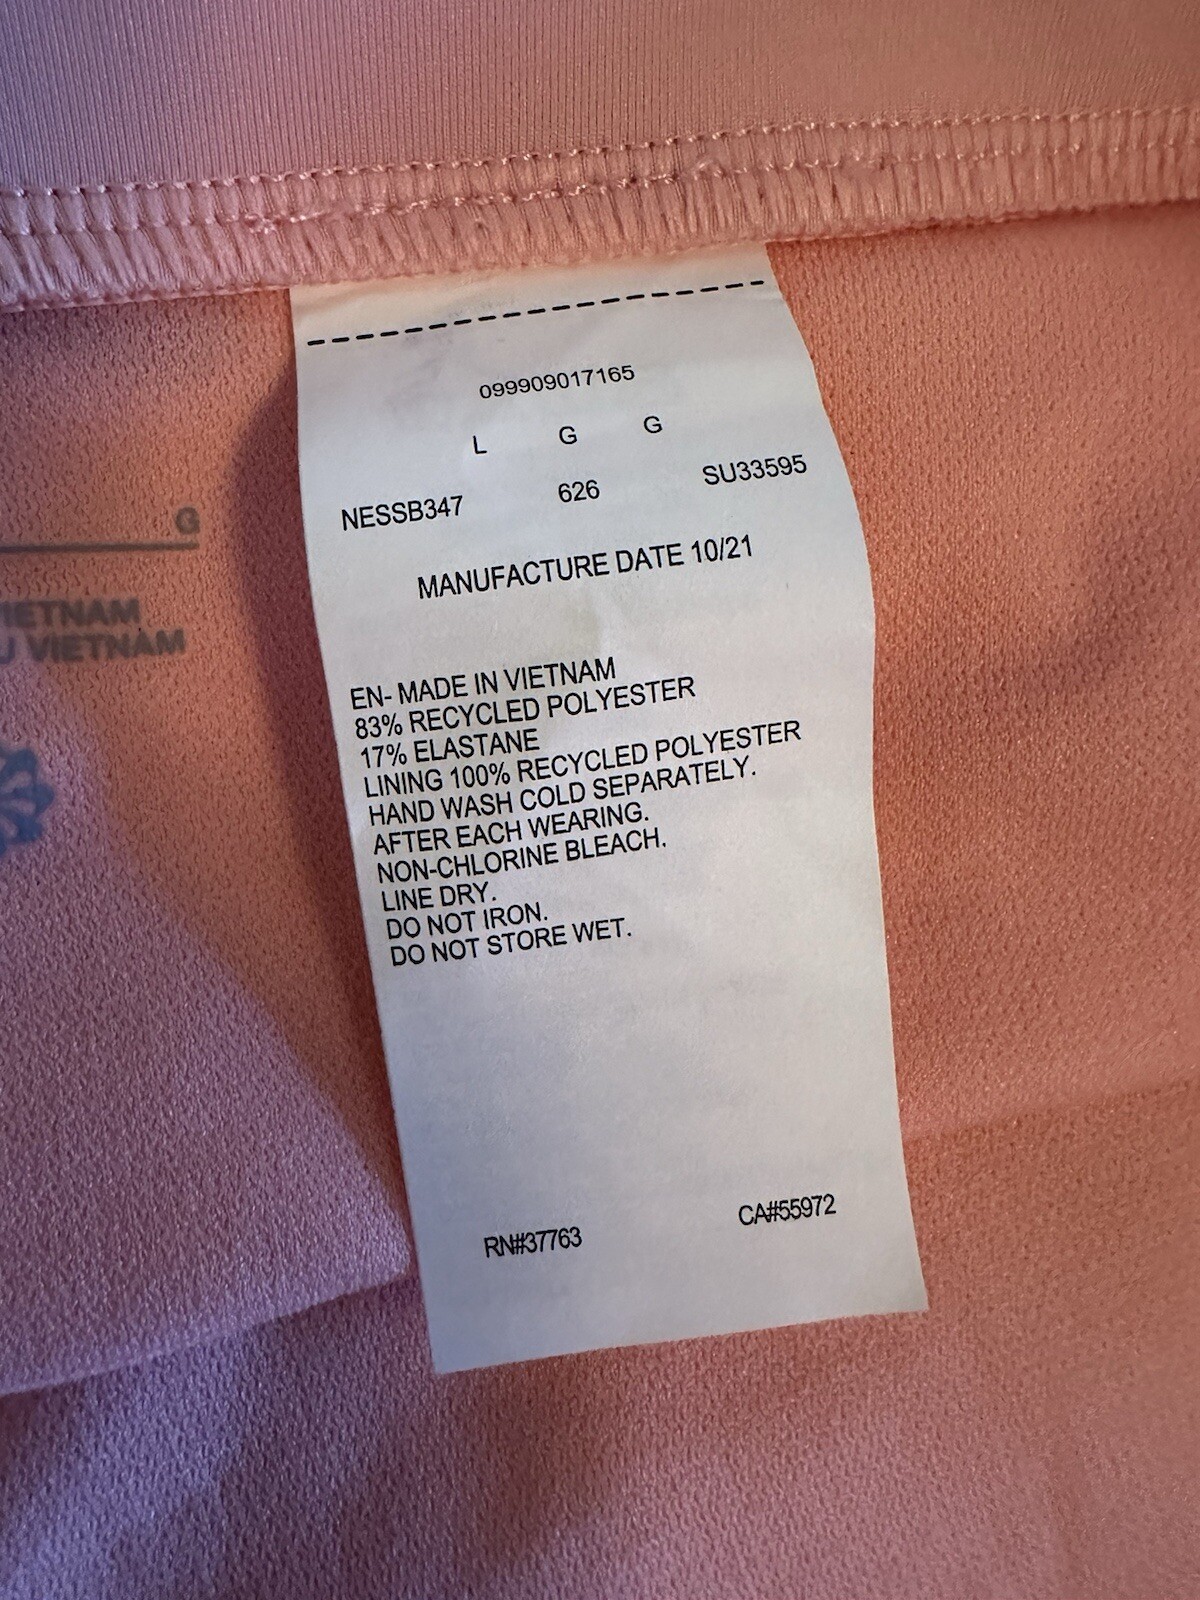 099909017165
L G G
NESSB347 626 SU33595
MANUFACTURE DATE 10/21
EN- MADE IN VIETNAM
83% RECYCLED POLYESTER
17% ELASTANE
LINING 100% RECYCLED POLYESTER
HAND WASH COLD SEPARATELY.
AFTER EACH WEARING.
NON-CHLORINE BLEACH.
LINE DRY.
DO NOT IRON.
DO NOT STORE WET.
RN#37763 CA#55972
G
VIETNAM
U VIETNAM